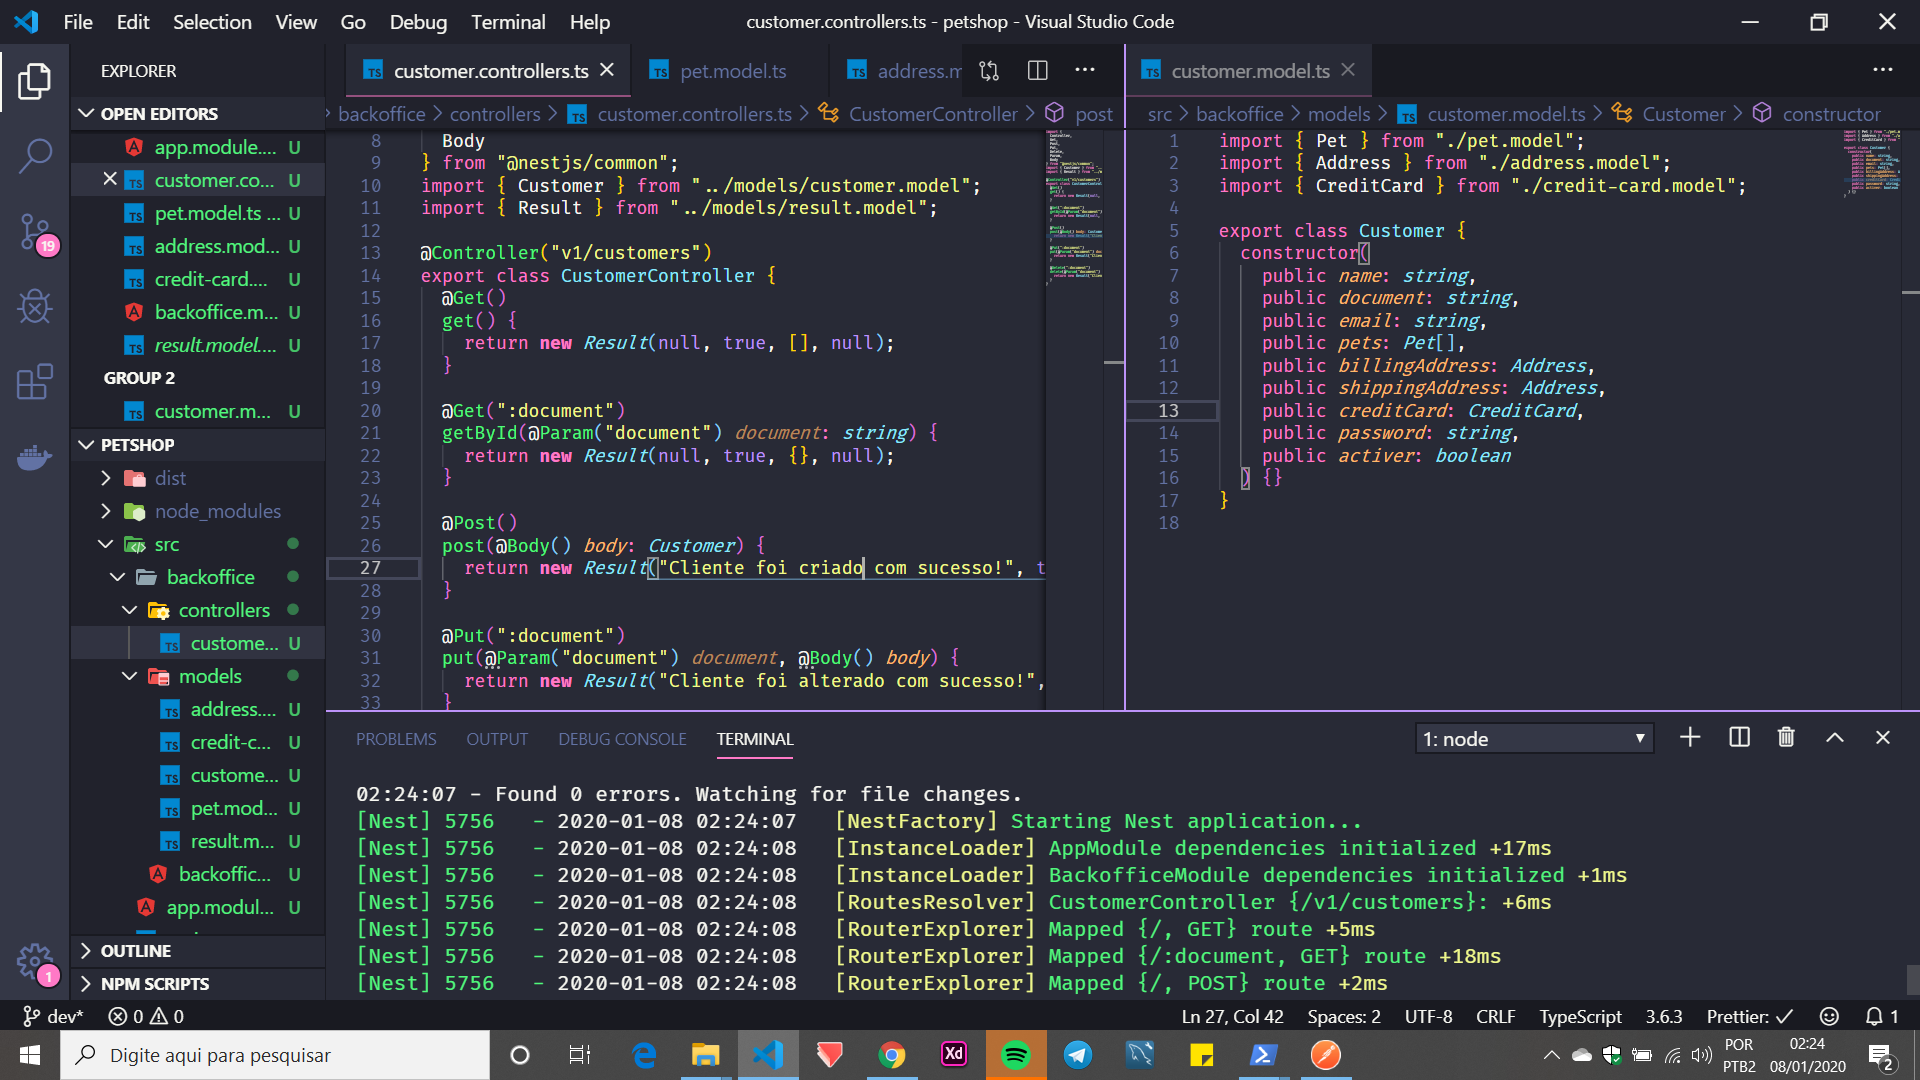 File Edit Selection View Go Debug Terminal Help
customer.controllers.ts - petshop - Visual Studio Code
EXPLORER
OPEN EDITORS
app.module.... U
customer.co... U
pet.model.ts ... U
address.mod... U
credit-card.... U
backoffice.m... U
result.model.... U
GROUP 2
customer.m... U
PETSHOP
dist
node_modules
src
backoffice
controllers
custome... U
models
address.... U
credit-c... U
custome... U
pet.mod... U
result.m... U
backoffic... U
app.modul... U
OUTLINE
NPM SCRIPTS
19
1
customer.controllers.ts
pet.model.ts
address.m
backoffice > controllers > customer.controllers.ts > CustomerController > post
8 Body
9 } from "@nestjs/common";
10 import { Customer } from "../models/customer.model";
11 import { Result } from "../models/result.model";
12
13 @Controller("v1/customers")
14 export class CustomerController {
15 @Get()
16 get() {
17 return new Result(null, true, [], null);
18 }
19
20 @Get(":document")
21 getById(@Param("document") document: string) {
22 return new Result(null, true, {}, null);
23 }
24
25 @Post()
26 post(@Body() body: Customer) {
27 return new Result("Cliente foi criado com sucesso!", t
28 }
29
30 @Put(":document")
31 put(@Param("document") document, @Body() body) {
32 return new Result("Cliente foi alterado com sucesso!",
33 }
customer.model.ts
src > backoffice > models > customer.model.ts > Customer > constructor
1 import { Pet } from "./pet.model";
2 import { Address } from "./address.model";
3 import { CreditCard } from "./credit-card.model";
4
5 export class Customer {
6 constructor(
7 public name: string,
8 public document: string,
9 public email: string,
10 public pets: Pet[],
11 public billingAddress: Address,
12 public shippingAddress: Address,
13 public creditCard: CreditCard,
14 public password: string,
15 public activer: boolean
16 ) {}
17 }
18
PROBLEMS OUTPUT DEBUG CONSOLE TERMINAL
1: node
02:24:07 - Found 0 errors. Watching for file changes.
[Nest] 5756 - 2020-01-08 02:24:07 [NestFactory] Starting Nest application...
[Nest] 5756 - 2020-01-08 02:24:08 [InstanceLoader] AppModule dependencies initialized +17ms
[Nest] 5756 - 2020-01-08 02:24:08 [InstanceLoader] BackofficeModule dependencies initialized +1ms
[Nest] 5756 - 2020-01-08 02:24:08 [RoutesResolver] CustomerController {/v1/customers}: +6ms
[Nest] 5756 - 2020-01-08 02:24:08 [RouterExplorer] Mapped {/, GET} route +5ms
[Nest] 5756 - 2020-01-08 02:24:08 [RouterExplorer] Mapped {/:document, GET} route +18ms
[Nest] 5756 - 2020-01-08 02:24:08 [RouterExplorer] Mapped {/, POST} route +2ms
dev* 0 0 Ln 27, Col 42 Spaces: 2 UTF-8 CRLF TypeScript 3.6.3 Prettier: ✓ 1
Digite aqui para pesquisar
Xd
POR
PTB2
02:24
08/01/2020
2